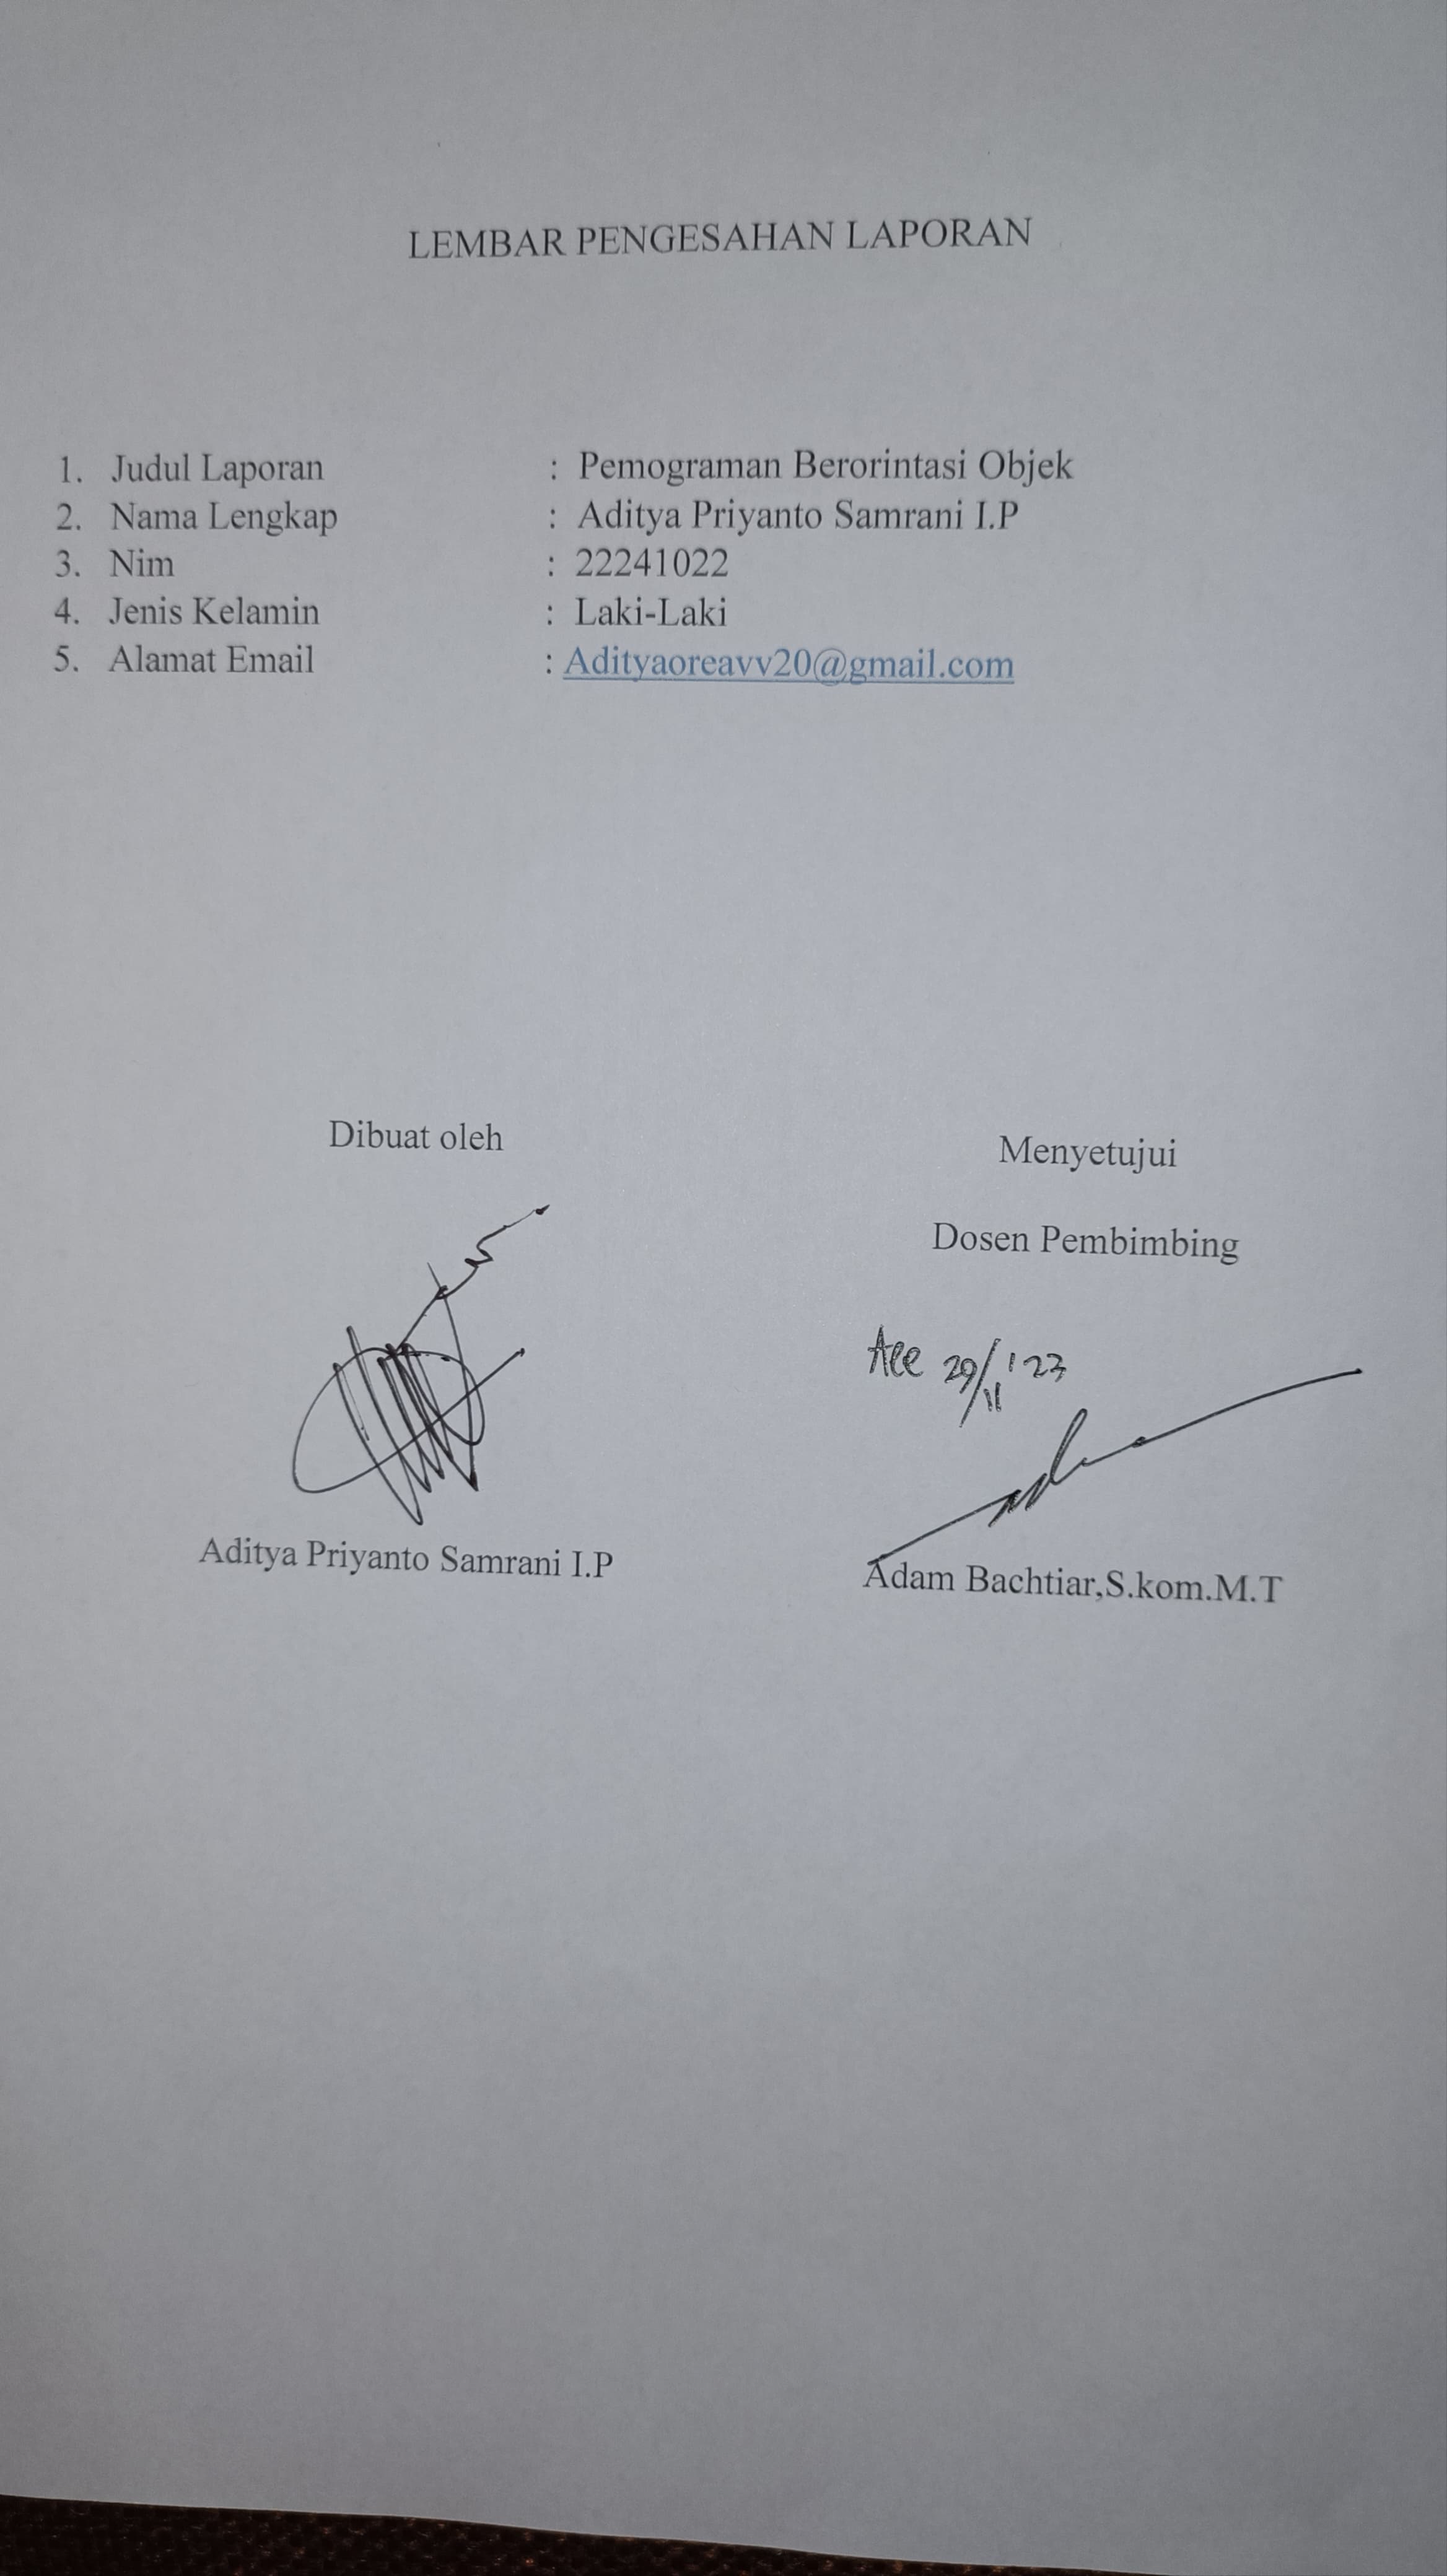 LEMBAR PENGESAHAN LAPORAN
1. Judul Laporan : Pemograman Berorintasi Objek
2. Nama Lengkap : Aditya Priyanto Samrani I.P
3. Nim : 22241022
4. Jenis Kelamin : Laki-Laki
5. Alamat Email : Adityaoreavv20@gmail.com
Dibuat oleh
Menyetujui
Dosen Pembimbing
Acc 29/11 '23
Aditya Priyanto Samrani I.P
Adam Bachtiar,S.kom.M.T